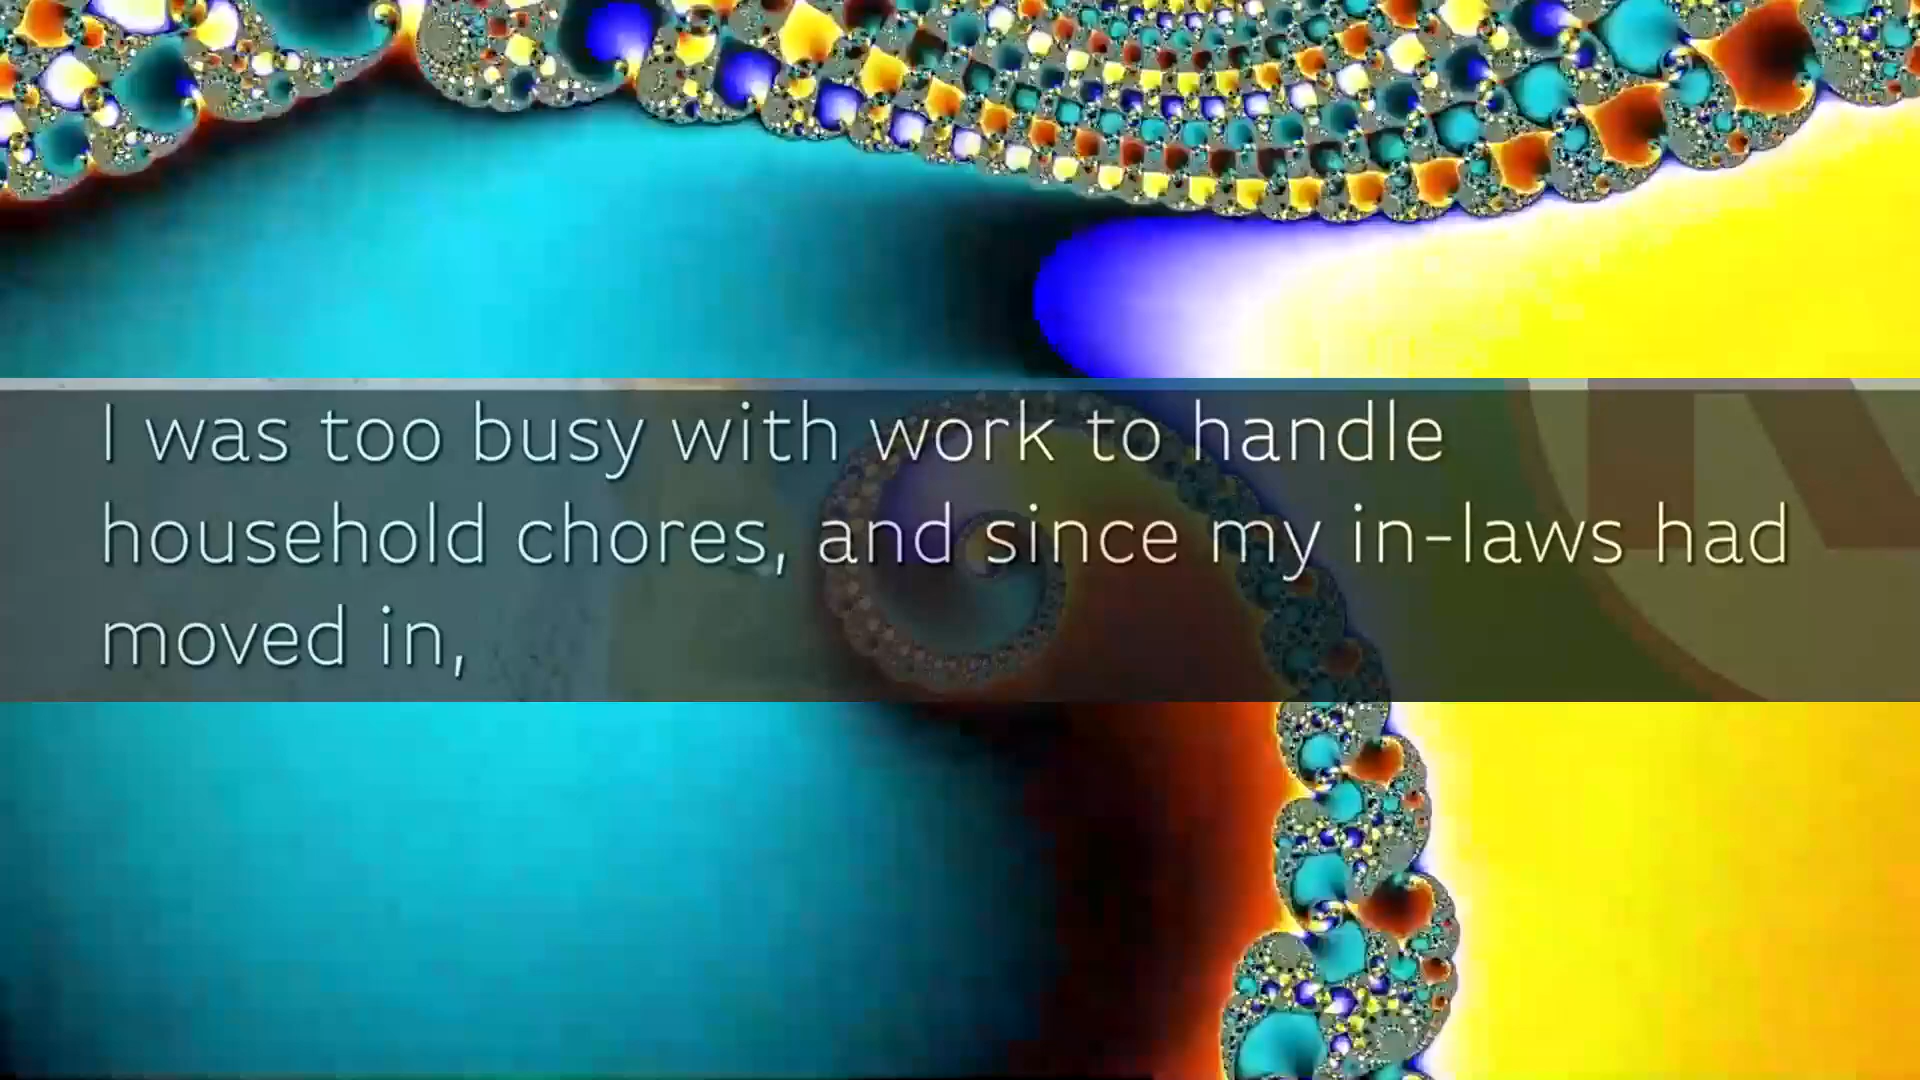 I was too busy with work to handle
household chores, and since my in-laws had
moved in,